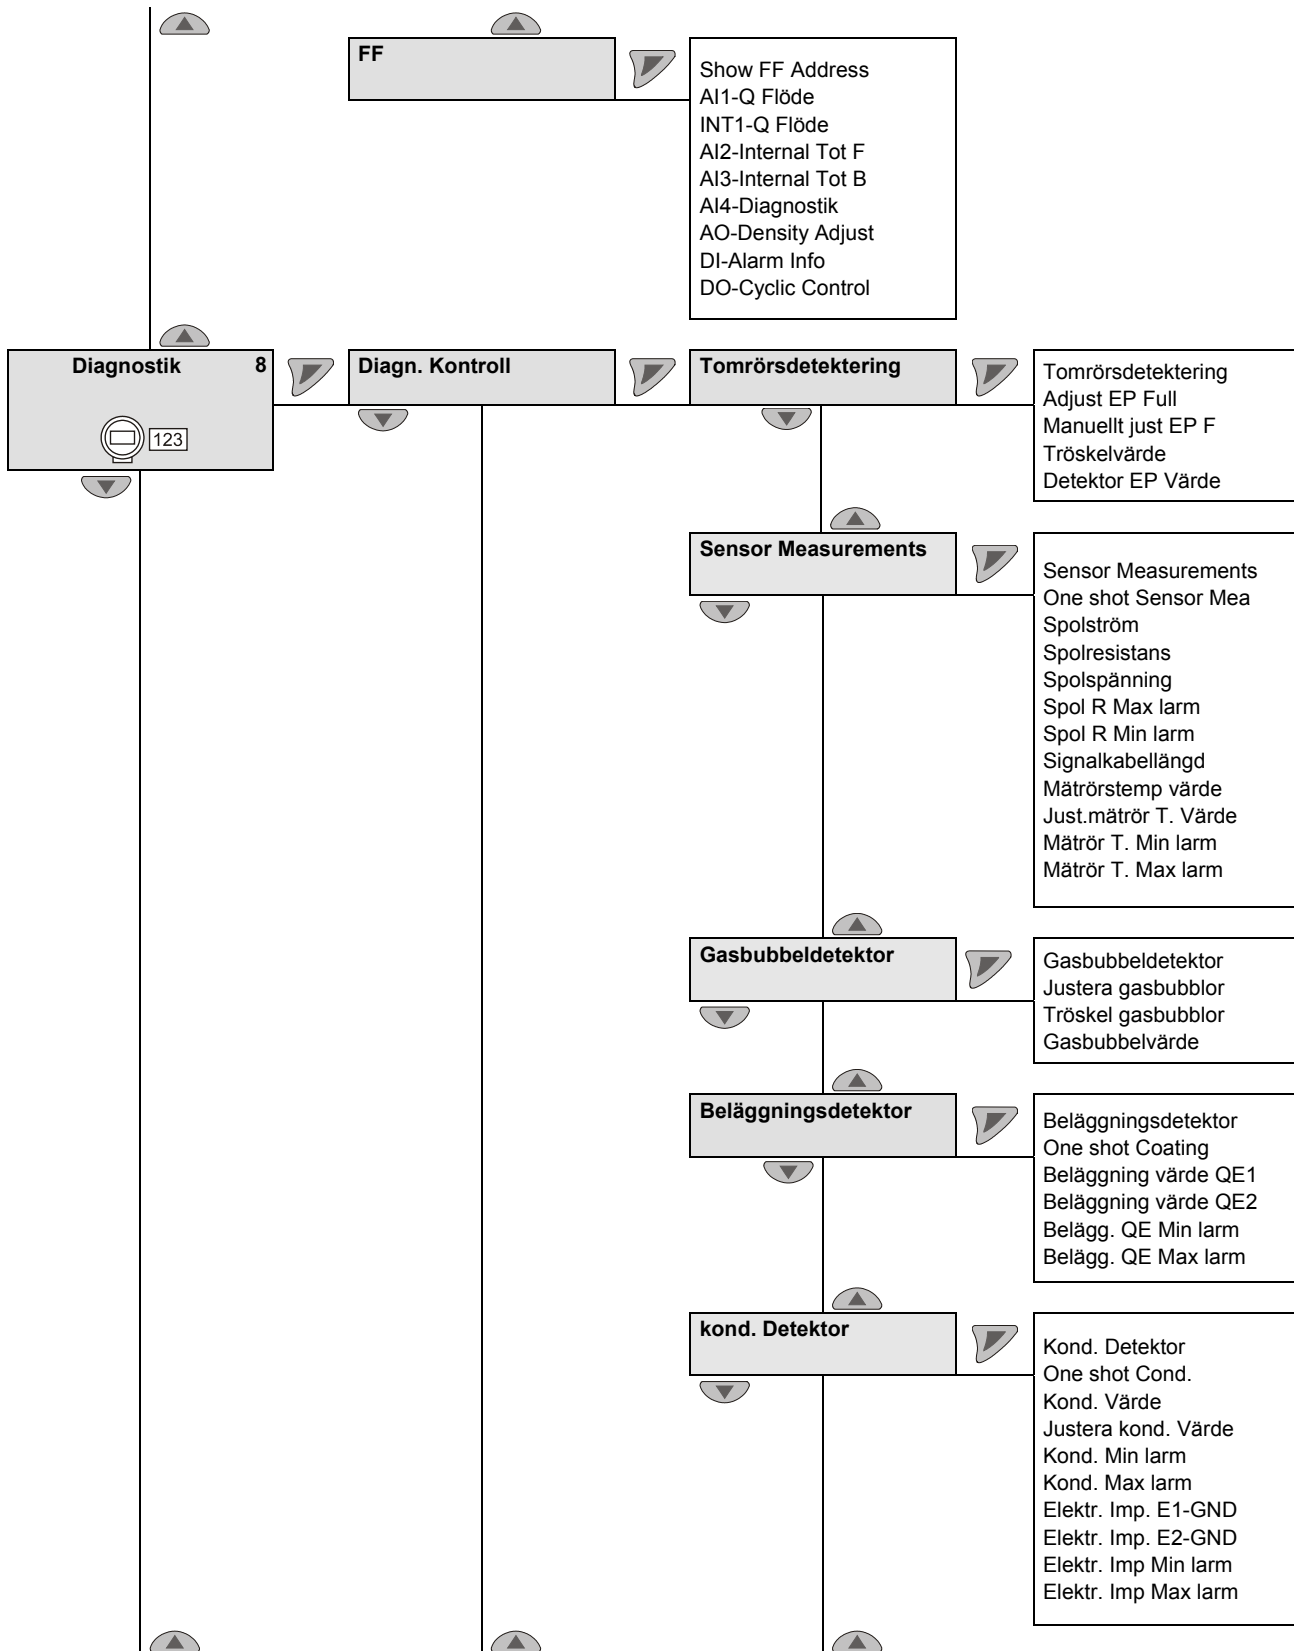 FF
Show FF Address
AI1-Q Flöde
INT1-Q Flöde
AI2-Internal Tot F
AI3-Internal Tot B
AI4-Diagnostik
AO-Density Adjust
DI-Alarm Info
DO-Cyclic Control
Diagnostik 8
123
Diagn. Kontroll
Tomrörsdetektering
Tomrörsdetektering
Adjust EP Full
Manuellt just EP F
Tröskelvärde
Detektor EP Värde
Sensor Measurements
Sensor Measurements
One shot Sensor Mea
Spolström
Spolresistans
Spolspänning
Spol R Max larm
Spol R Min larm
Signalkabellängd
Mätrörstemp värde
Just.mätrör T. Värde
Mätrör T. Min larm
Mätrör T. Max larm
Gasbubbeldetektor
Gasbubbeldetektor
Justera gasbubblor
Tröskel gasbubblor
Gasbubbelvärde
Beläggningsdetektor
Beläggningsdetektor
One shot Coating
Beläggning värde QE1
Beläggning värde QE2
Belägg. QE Min larm
Belägg. QE Max larm
kond. Detektor
Kond. Detektor
One shot Cond.
Kond. Värde
Justera kond. Värde
Kond. Min larm
Kond. Max larm
Elektr. Imp. E1-GND
Elektr. Imp. E2-GND
Elektr. Imp Min larm
Elektr. Imp Max larm